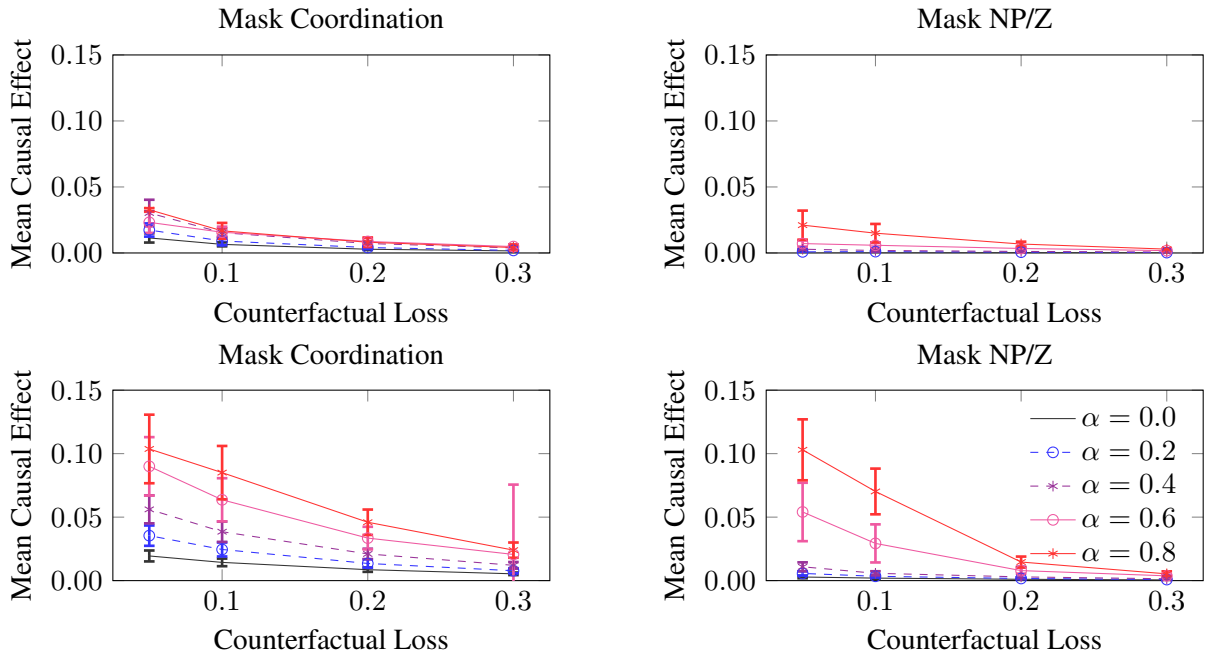 Mask Coordination
Mean Causal Effect
0.15
0.10
0.05
0.00
0.1 0.2 0.3
Counterfactual Loss
Mask NP/Z
Mean Causal Effect
0.15
0.10
0.05
0.00
0.1 0.2 0.3
Counterfactual Loss
Mask Coordination
Mean Causal Effect
0.15
0.10
0.05
0.00
0.1 0.2 0.3
Counterfactual Loss
Mask NP/Z
Mean Causal Effect
0.15
0.10
0.05
0.00
0.1 0.2 0.3
Counterfactual Loss
α = 0.0
α = 0.2
α = 0.4
α = 0.6
α = 0.8